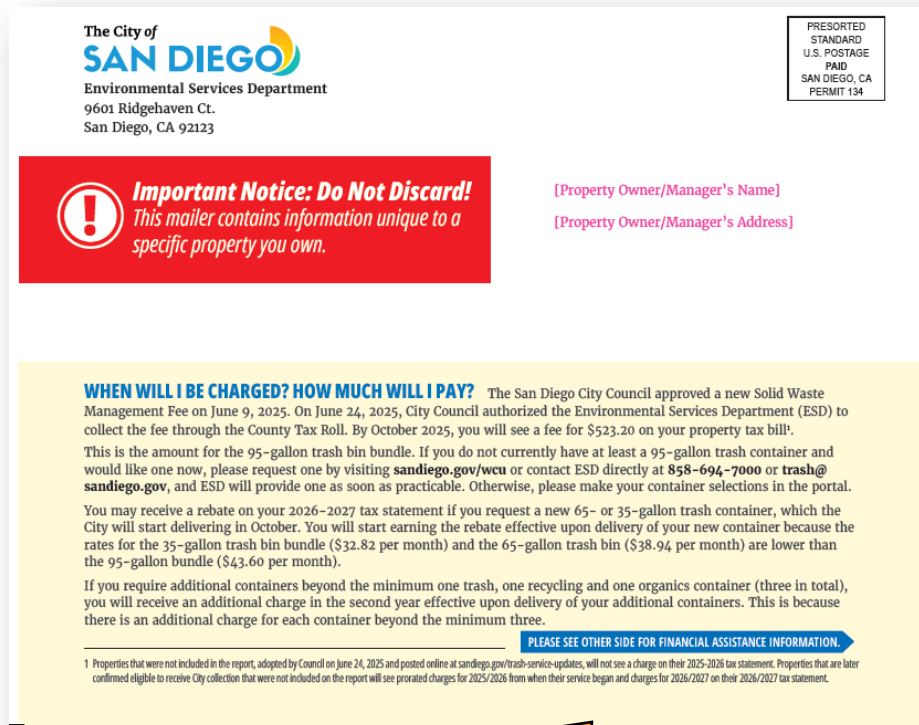 The City of
SAN DIEGO
Environmental Services Department
9601 Ridgehaven Ct.
San Diego, CA 92123
PRESORTED
STANDARD
U.S. POSTAGE
PAID
SAN DIEGO, CA
PERMIT 134
Important Notice: Do Not Discard!
This mailer contains information unique to a
specific property you own.
[Property Owner/Manager's Name]
[Property Owner/Manager's Address]
WHEN WILL I BE CHARGED? HOW MUCH WILL I PAY? The San Diego City Council approved a new Solid Waste
Management Fee on June 9, 2025. On June 24, 2025, City Council authorized the Environmental Services Department (ESD) to
collect the fee through the County Tax Roll. By October 2025, you will see a fee for $523.20 on your property tax bill¹.
This is the amount for the 95-gallon trash bin bundle. If you do not currently have at least a 95-gallon trash container and
would like one now, please request one by visiting sandiego.gov/wcu or contact ESD directly at 858-694-7000 or trash@
sandiego.gov, and ESD will provide one as soon as practicable. Otherwise, please make your container selections in the portal.
You may receive a rebate on your 2026-2027 tax statement if you request a new 65- or 35-gallon trash container, which the
City will start delivering in October. You will start earning the rebate effective upon delivery of your new container because the
rates for the 35-gallon trash bin bundle ($32.82 per month) and the 65-gallon trash bin ($38.94 per month) are lower than
the 95-gallon bundle ($43.60 per month).
If you require additional containers beyond the minimum one trash, one recycling and one organics container (three in total),
you will receive an additional charge in the second year effective upon delivery of your additional containers. This is because
there is an additional charge for each container beyond the minimum three.
PLEASE SEE OTHER SIDE FOR FINANCIAL ASSISTANCE INFORMATION.
1 Properties that were not included in the report, adopted by Council on June 24, 2025 and posted online at sandiego.gov/trash-service-updates, will not see a charge on their 2025-2026 tax statement. Properties that are later
confirmed eligible to receive City collection that were not included on the report will see prorated charges for 2025/2026 from when their service began and charges for 2026/2027 on their 2026/2027 tax statement.